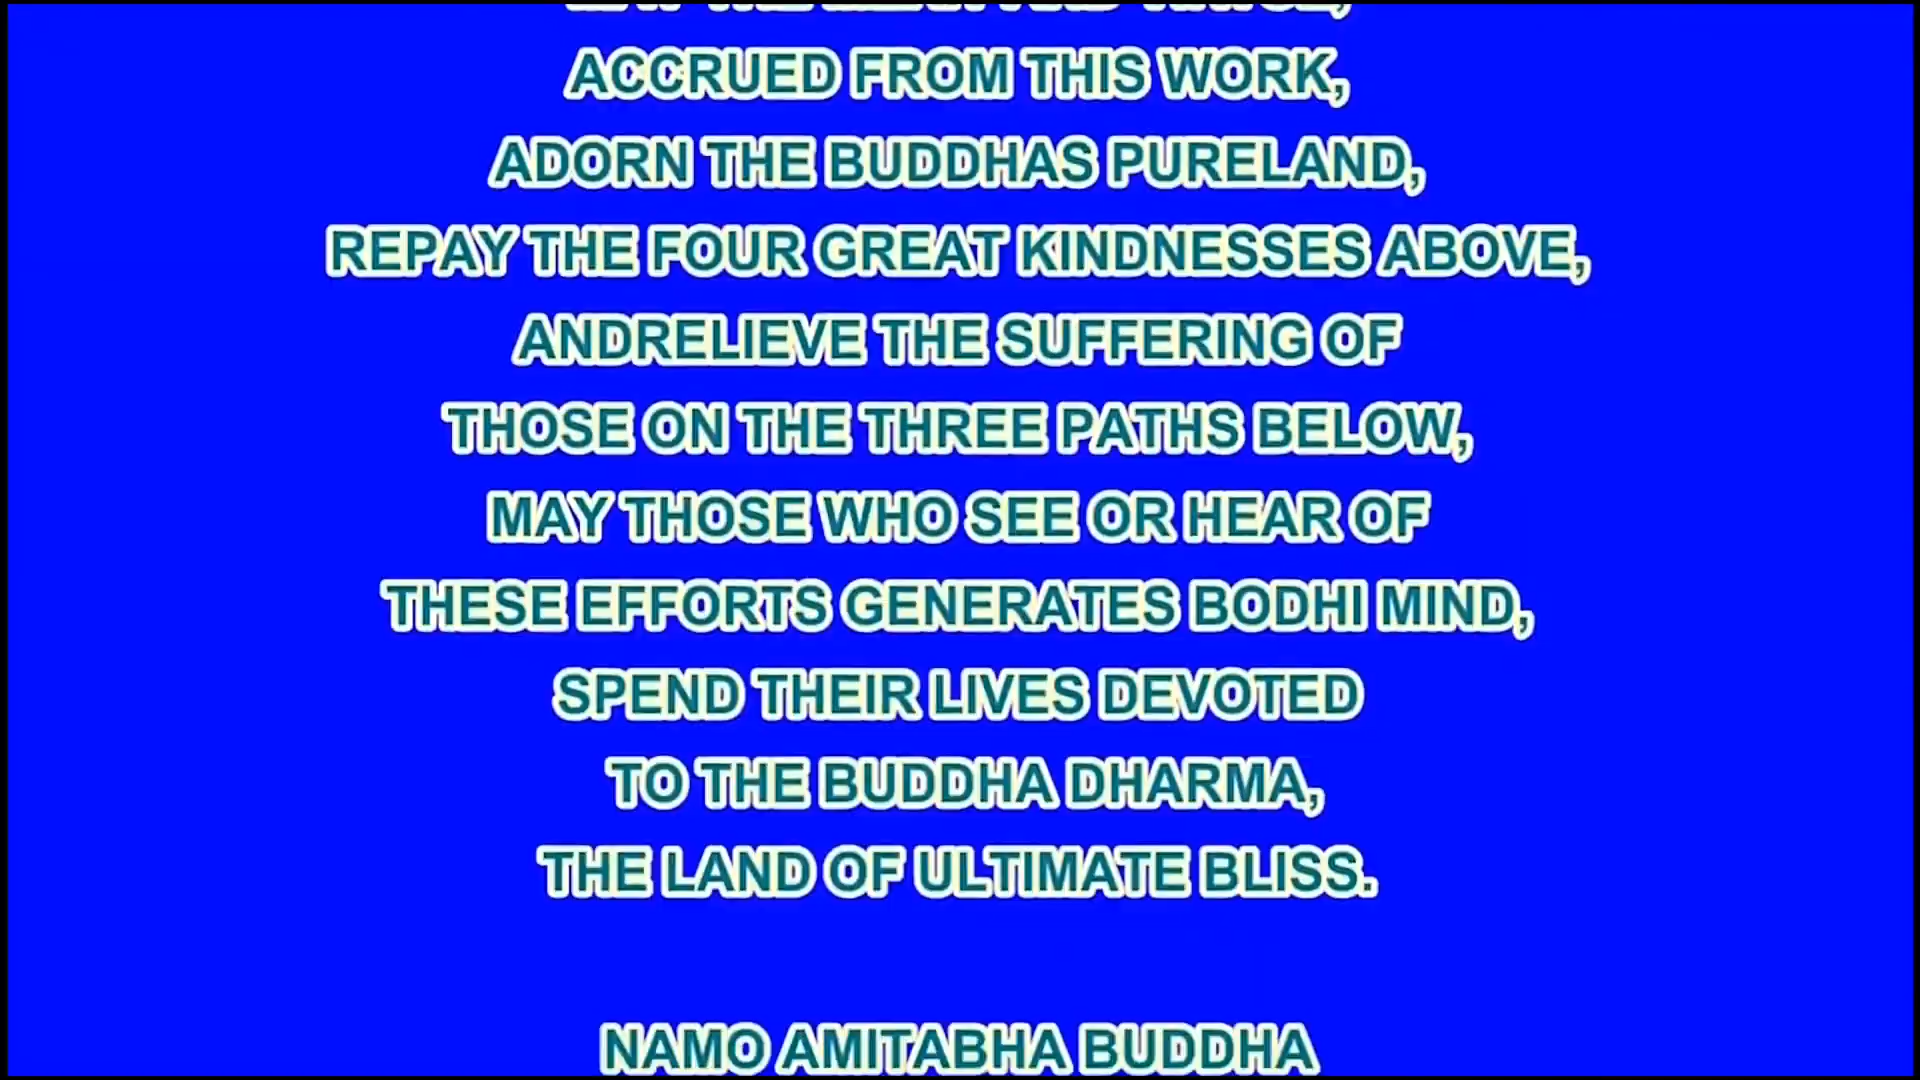 ACCRUED FROM THIS WORK,
ADORN THE BUDDHAS PURELAND,
REPAY THE FOUR GREAT KINDNESSES ABOVE,
ANDRELIEVE THE SUFFERING OF
THOSE ON THE THREE PATHS BELOW,
MAY THOSE WHO SEE OR HEAR OF
THESE EFFORTS GENERATES BODHI MIND,
SPEND THEIR LIVES DEVOTED
TO THE BUDDHA DHARMA,
THE LAND OF ULTIMATE BLISS.
NAMO AMITABHA BUDDHA